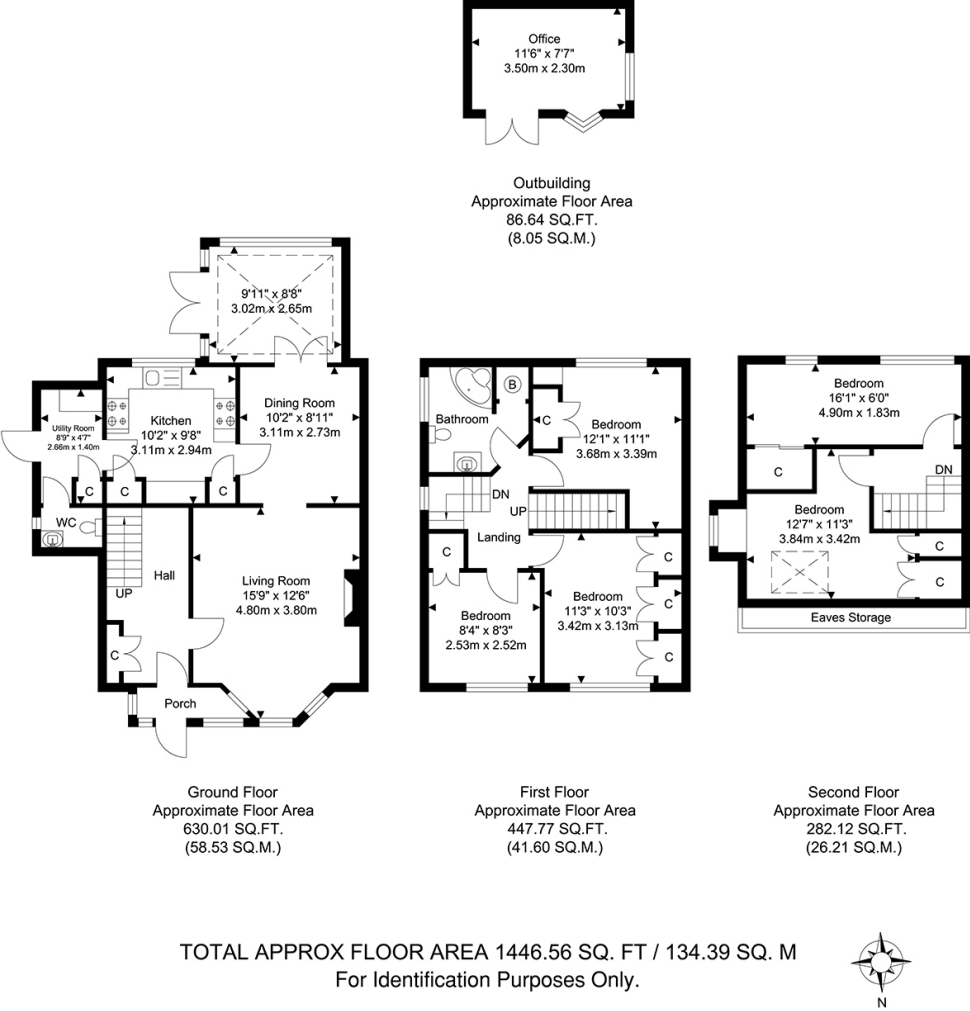 Office
11'6" x 7'7"
3.50m x 2.30m
Outbuilding
Approximate Floor Area
86.64 SQ.FT.
(8.05 SQ.M.)
9'11" x 8'8"
3.02m x 2.65m
Dining Room
10'2" x 8'11"
3.11m x 2.73m
Kitchen
10'2" x 9'8"
3.11m x 2.94m
Utility Room
8'9" x 4'7"
2.66m x 1.40m
C
C
C
WC
Hall
UP
Living Room
15'9" x 12'6"
4.80m x 3.80m
C
Porch
Ground Floor
Approximate Floor Area
630.01 SQ.FT.
(58.53 SQ.M.)
B
Bathroom
C
Bedroom
12'1" x 11'1"
3.68m x 3.39m
DN
UP
Landing
C
C
Bedroom
11'3" x 10'3"
3.42m x 3.13m
C
Bedroom
8'4" x 8'3"
2.53m x 2.52m
C
First Floor
Approximate Floor Area
447.77 SQ.FT.
(41.60 SQ.M.)
Bedroom
16'1" x 6'0"
4.90m x 1.83m
C
DN
Bedroom
12'7" x 11'3"
3.84m x 3.42m
C
C
Eaves Storage
Second Floor
Approximate Floor Area
282.12 SQ.FT.
(26.21 SQ.M.)
TOTAL APPROX FLOOR AREA 1446.56 SQ. FT / 134.39 SQ. M
For Identification Purposes Only.
N